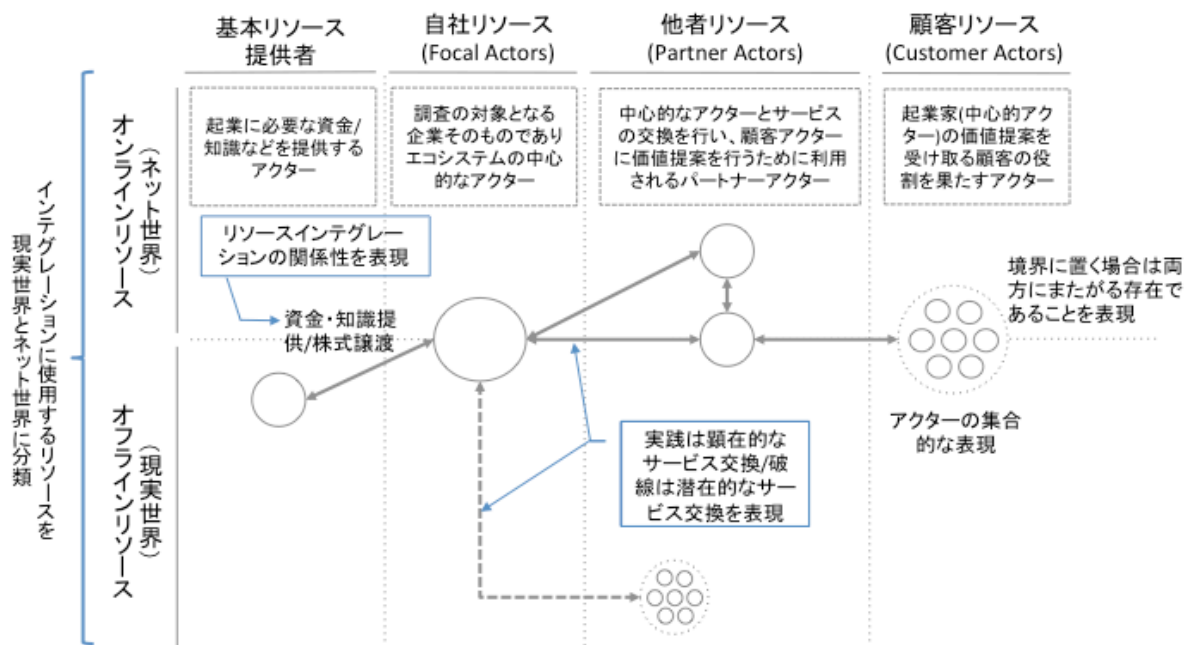 基本リソース
提供者
自社リソース
(Focal Actors)
他者リソース
(Partner Actors)
顧客リソース
(Customer Actors)
インテグレーションに使用するリソースを
現実世界とネット世界に分類
(ネット世界)
オンラインリソース
起業に必要な資金/
知識などを提供する
アクター
調査の対象となる
企業そのものであり
エコシステムの中心
的なアクター
中心的なアクターとサービス
の交換を行い、顧客アクター
に価値提案を行うために利用
されるパートナーアクター
起業家(中心的アク
ター)の価値提案を
受け取る顧客の役
割を果たすアクター
リソースインテグレー
ションの関係性を表現
資金・知識提
供/株式譲渡
境界に置く場合は両
方にまたがる存在で
あることを表現
(現実世界)
オフラインリソース
アクターの集合
的な表現
実践は顕在的な
サービス交換/破
線は潜在的なサー
ビス交換を表現